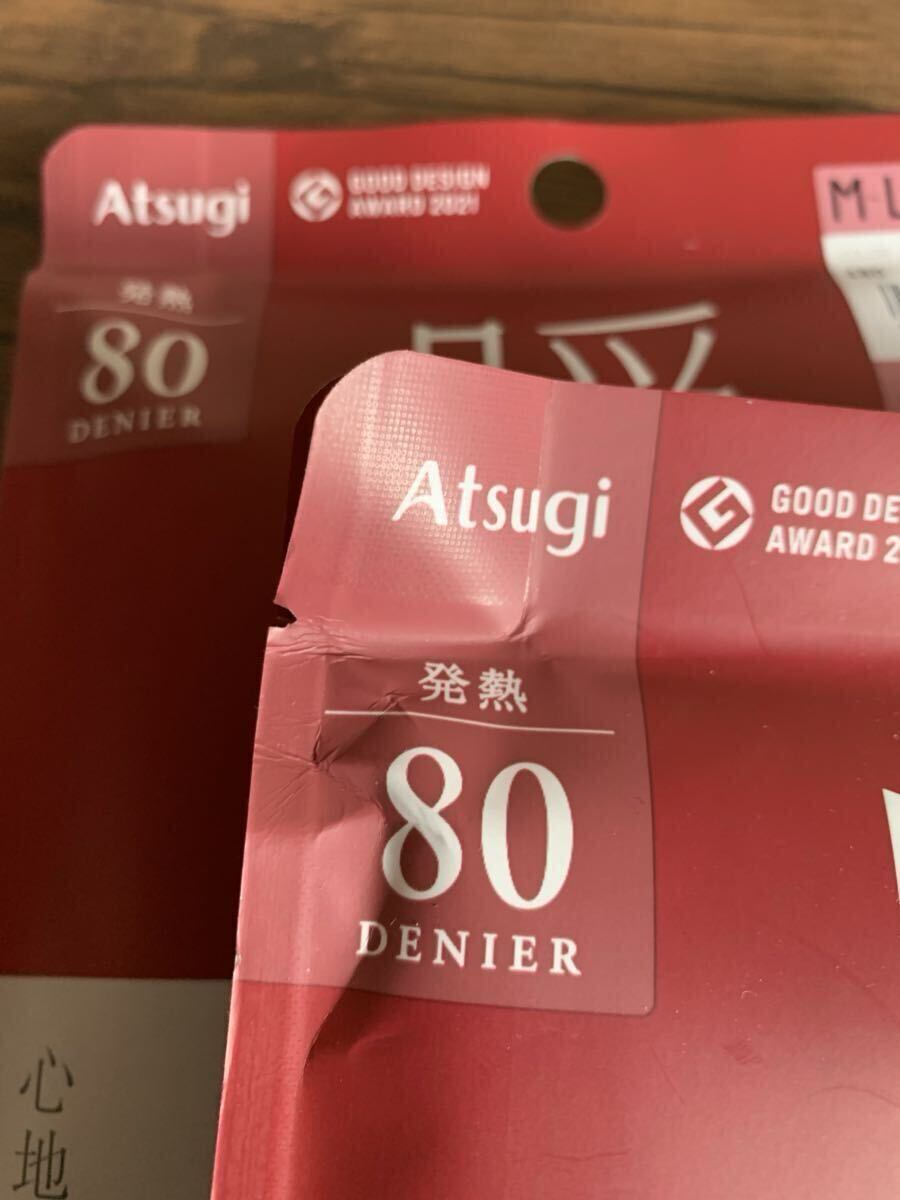 Atsugi
GOOD DESIGN
AWARD 2021
M-L
発熱
80
DENIER
Atsugi
GOOD DE
AWARD 2
発熱
80
DENIER
心地